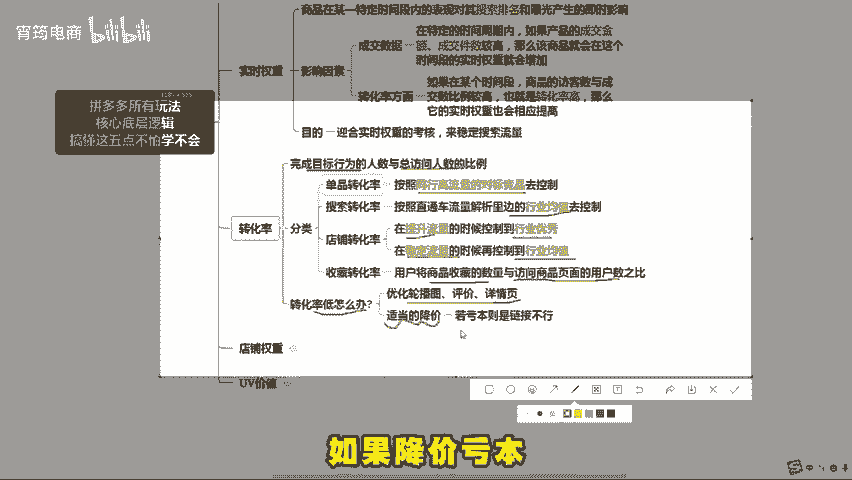 宵筠电商 bilibili
商品在某一特定时间段内的表现对其搜索排名和曝光产生的即时影响
在特定的时间周期内，如果产品的成交金
额、成交件数较高，那么该商品就会在这个
时间段的实时权重就会增加
成交数据
实时权重
影响因素
如果在某个时间段，商品的访客数与成
交数比例较高，也就是转化率高，那么
它的实时权重也会相应提高
转化率方面
拼多多所有玩法
核心底层逻辑
搞懂这五点不怕学不会
目的
迎合实时权重的考核，来稳定搜索流量
完成目标行为的人数与总访问人数的比例
单品转化率
去控制
搜索转化率
按照直通车流量解析里边的行业均值去控制
转化率
分类
店铺转化率
在提升流量的时候控制到行业优秀
在稳定流量的时候再控制到行业均值
收藏转化率
用户将商品收藏的数量与访问商品页面的用户数之比
转化率低怎么办？
优化轮播图、评价、详情页
适当的降价
若亏本则是链接不行
店铺权重
UV价值
如果降价亏本